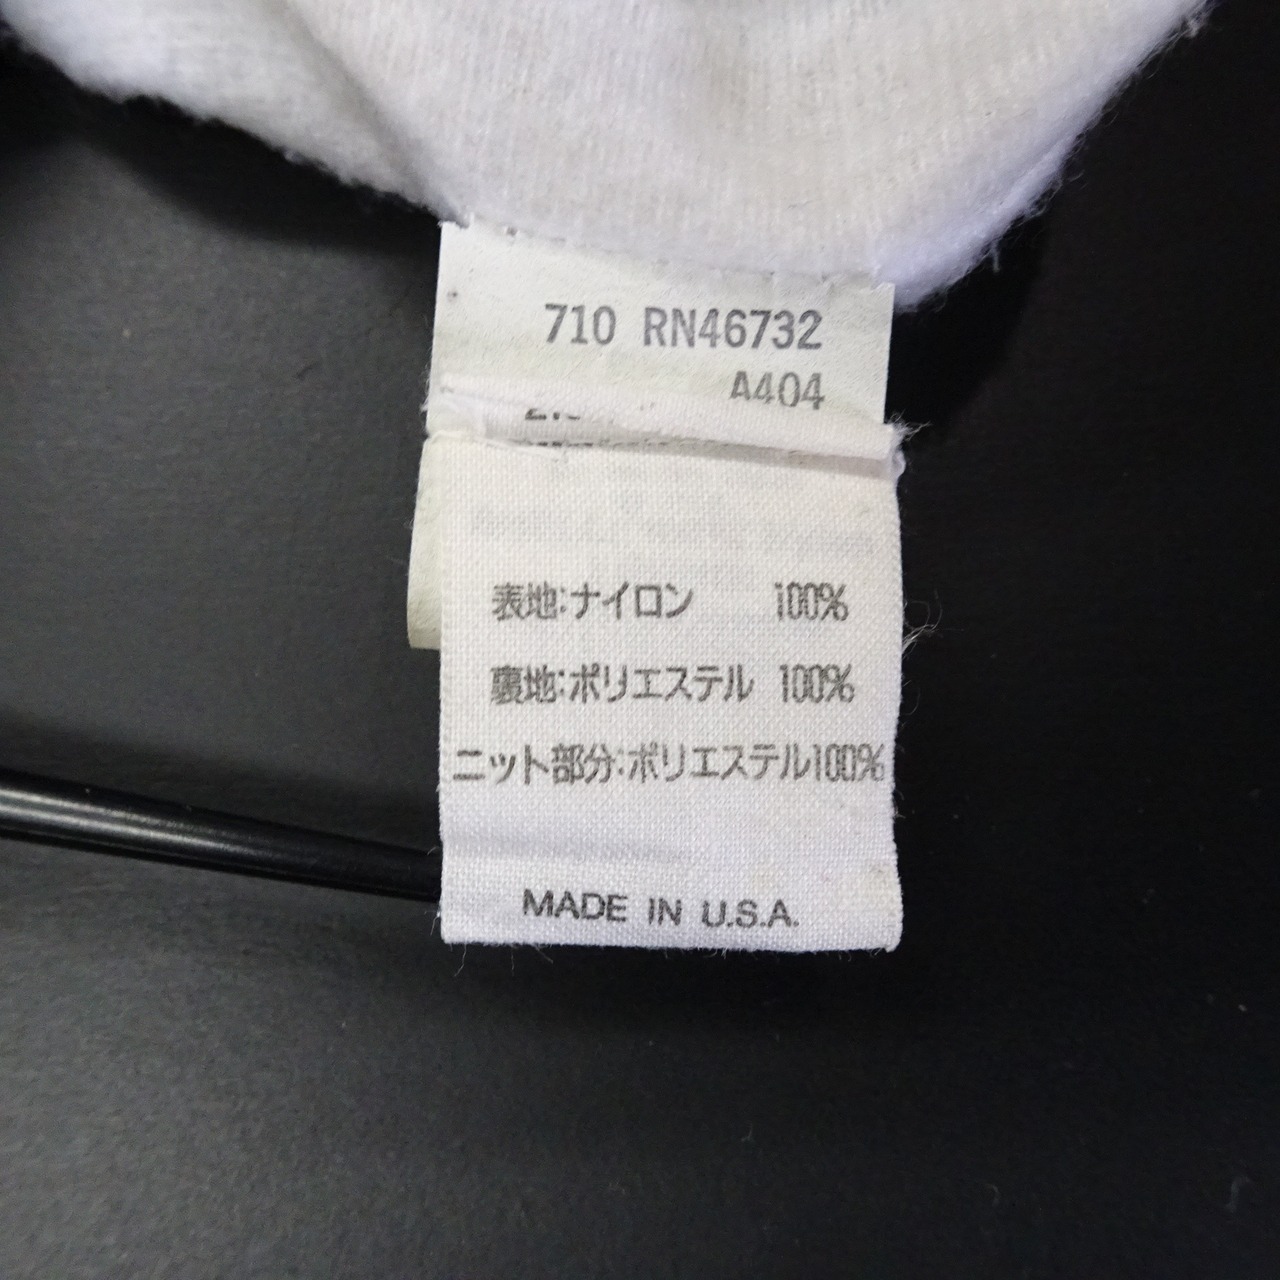 710 RN46732
A404
表地:ナイロン 100%
裏地:ポリエステル 100%
ニット部分:ポリエステル100%
MADE IN U.S.A.